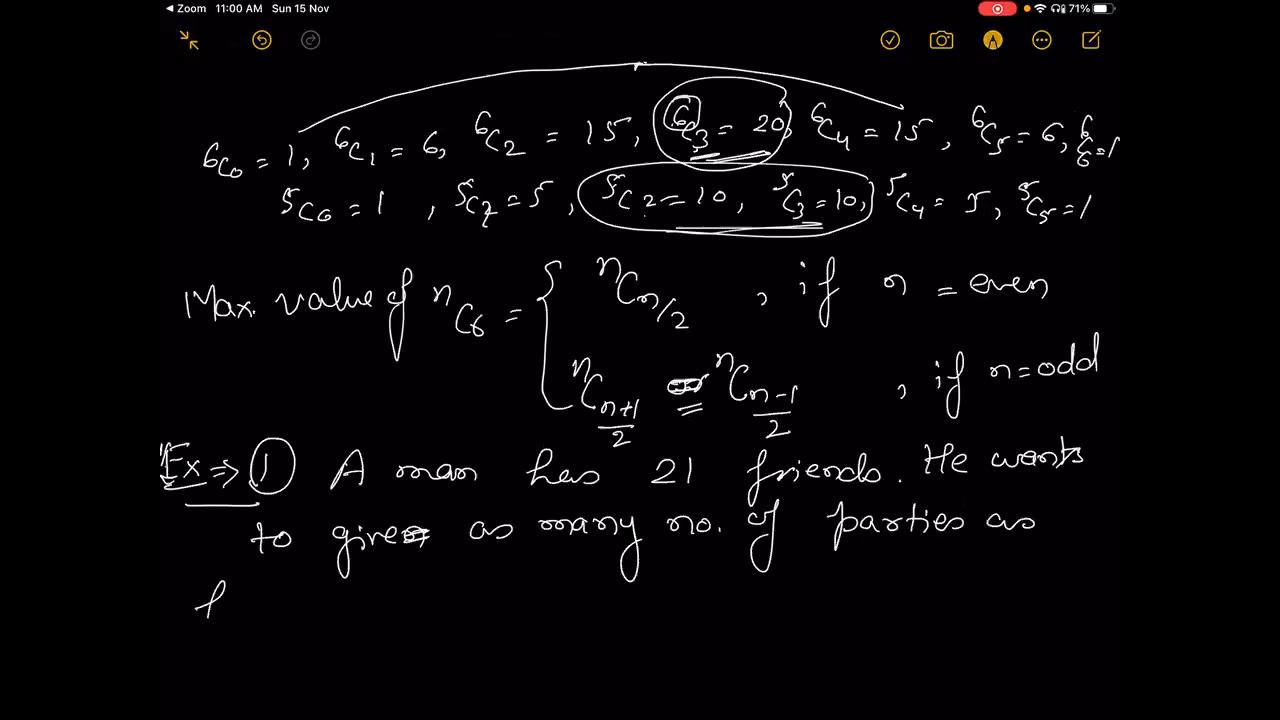 ◀ Zoom 11:00 AM Sun 15 Nov 71%
⁶C₀ = 1, ⁶C₁ = 6, ⁶C₂ = 15, ⁶C₃ = 20, ⁶C₄ = 15, ⁶C₅ = 6, ⁶C₆ = 1
⁵C₀ = 1, ⁵C₂ = 5, ⁵C₂ = 10, ⁵C₃ = 10, ⁵C₄ = 5, ⁵C₅ = 1
Max. value of ⁿC₆ = { ⁿC n/2 , if n = even
ⁿC (n+1)/2 = ⁿC (n-1)/2 , if n = odd
Ex ⇒ 1 A man has 21 friends. He wants
to give as many no. of parties as